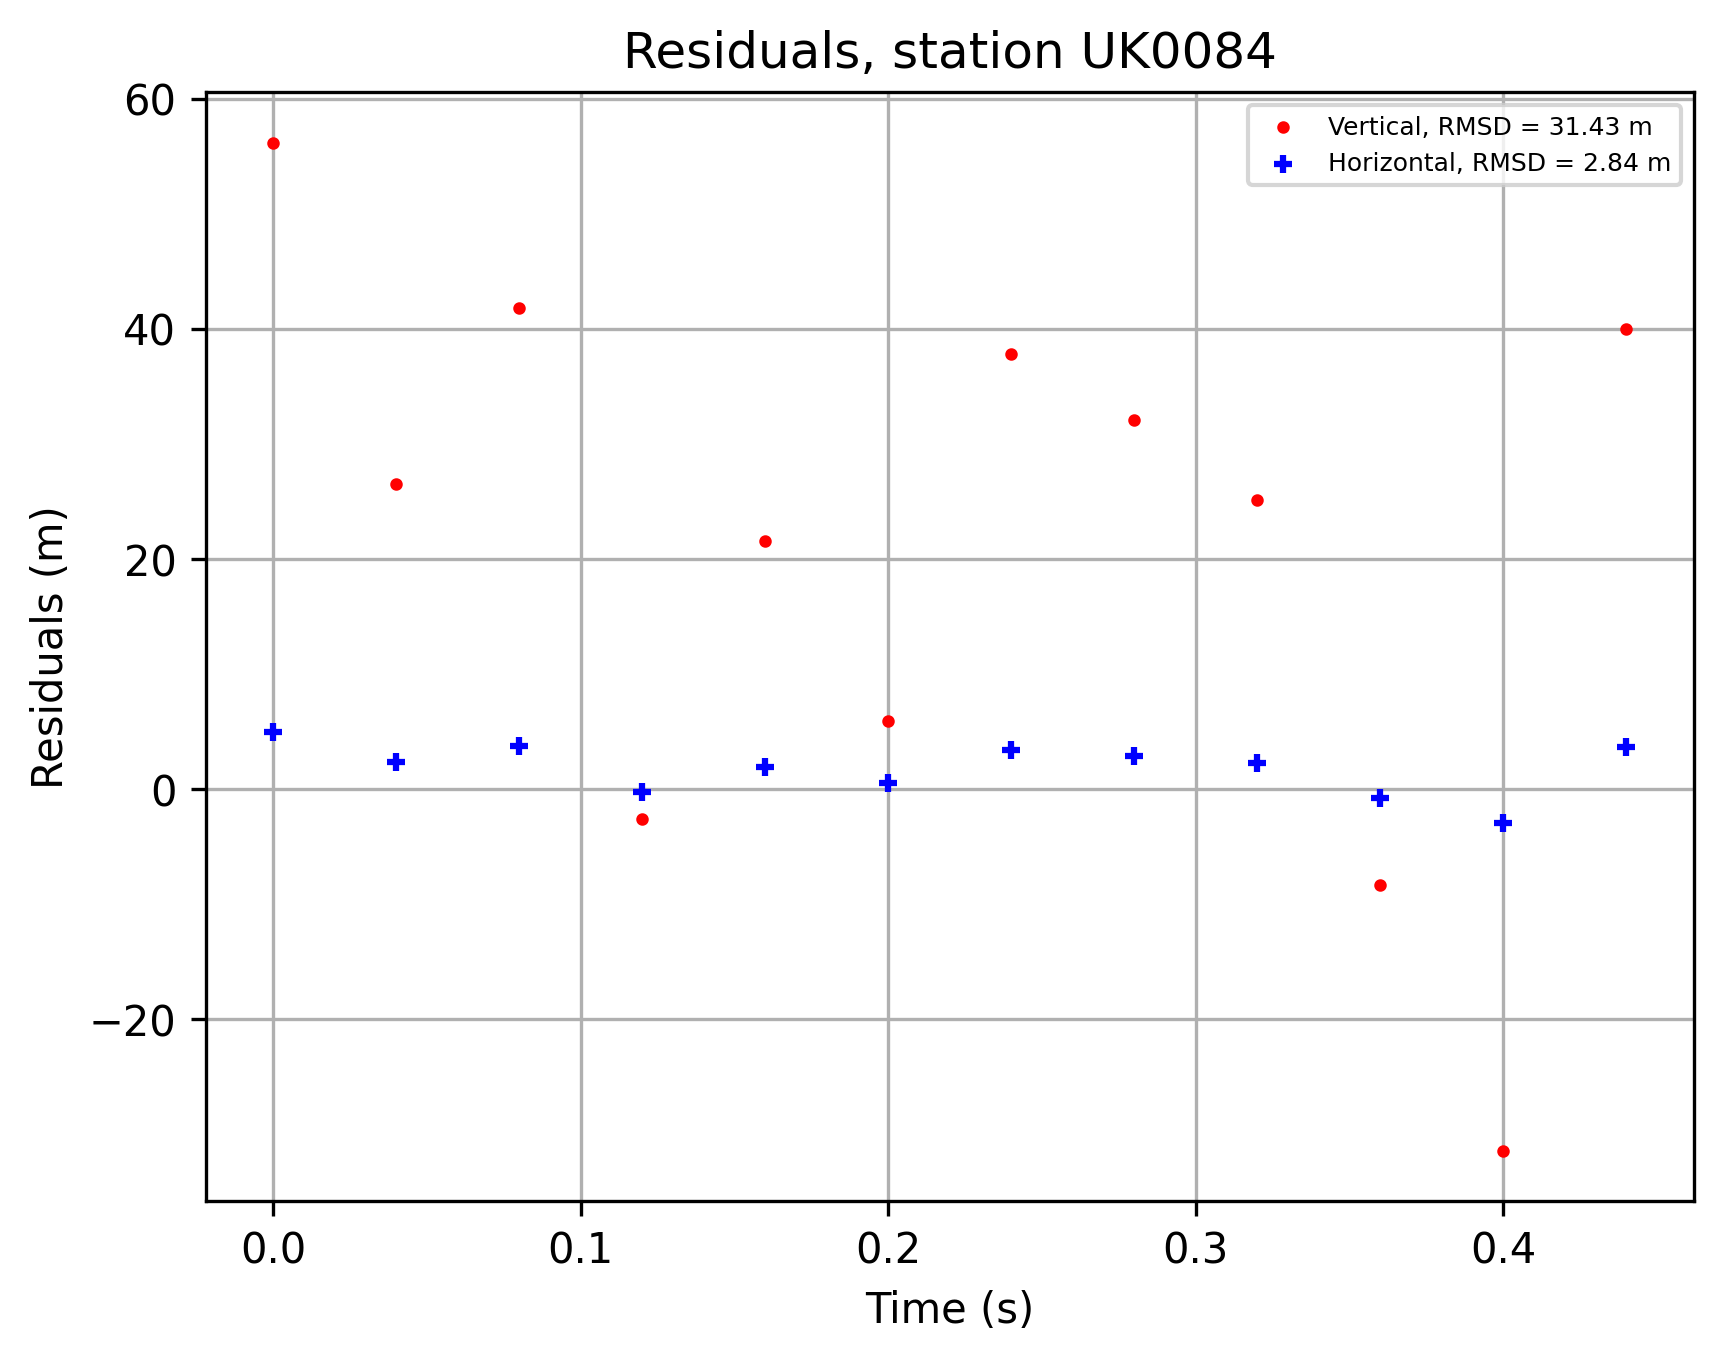 Residuals, station UK0084
Vertical, RMSD = 31.43 m
Horizontal, RMSD = 2.84 m
Residuals (m)
60
40
20
0
−20
0.0 0.1 0.2 0.3 0.4
Time (s)